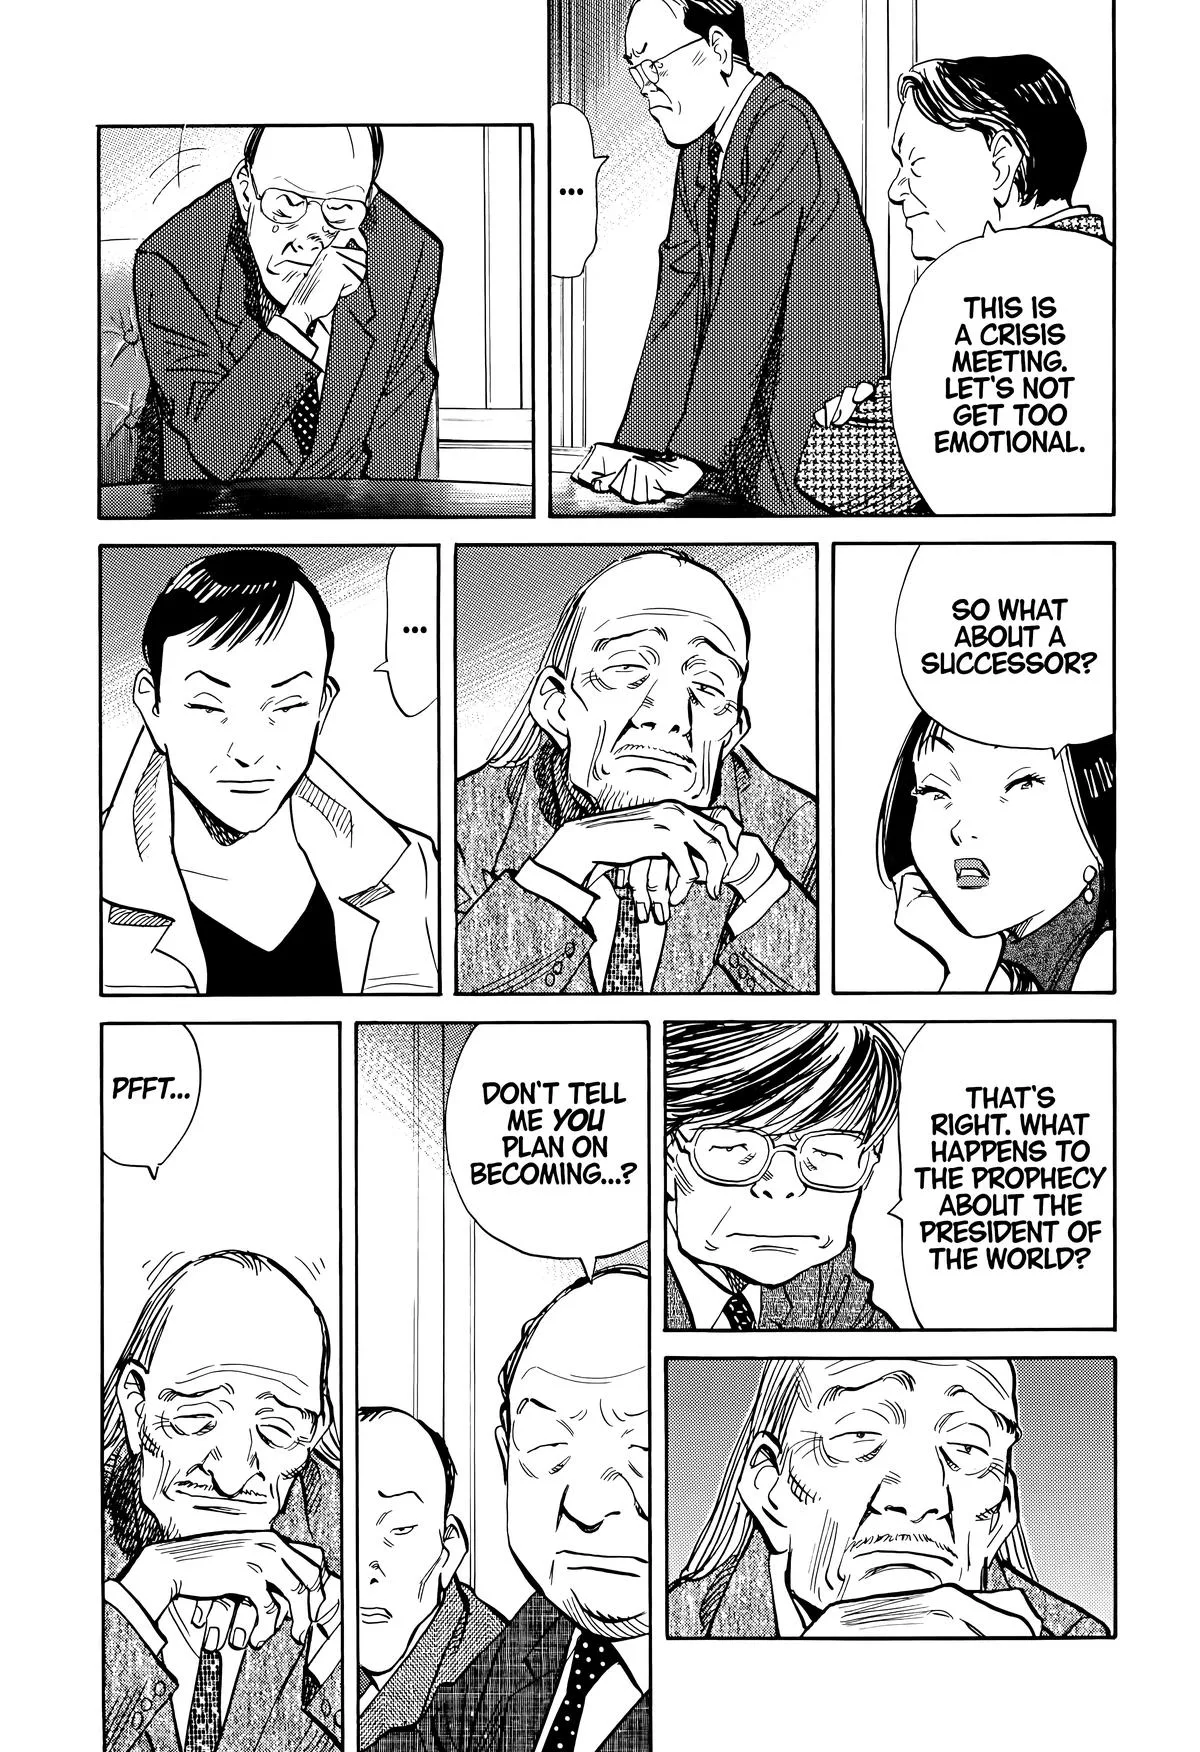 ...
THIS IS
A CRISIS
MEETING.
LET'S NOT
GET TOO
EMOTIONAL.
SO WHAT
ABOUT A
SUCCESSOR?
...
THAT'S
RIGHT. WHAT
HAPPENS TO
THE PROPHECY
ABOUT THE
PRESIDENT OF
THE WORLD?
DON'T TELL
ME YOU
PLAN ON
BECOMING...?
PFFT...